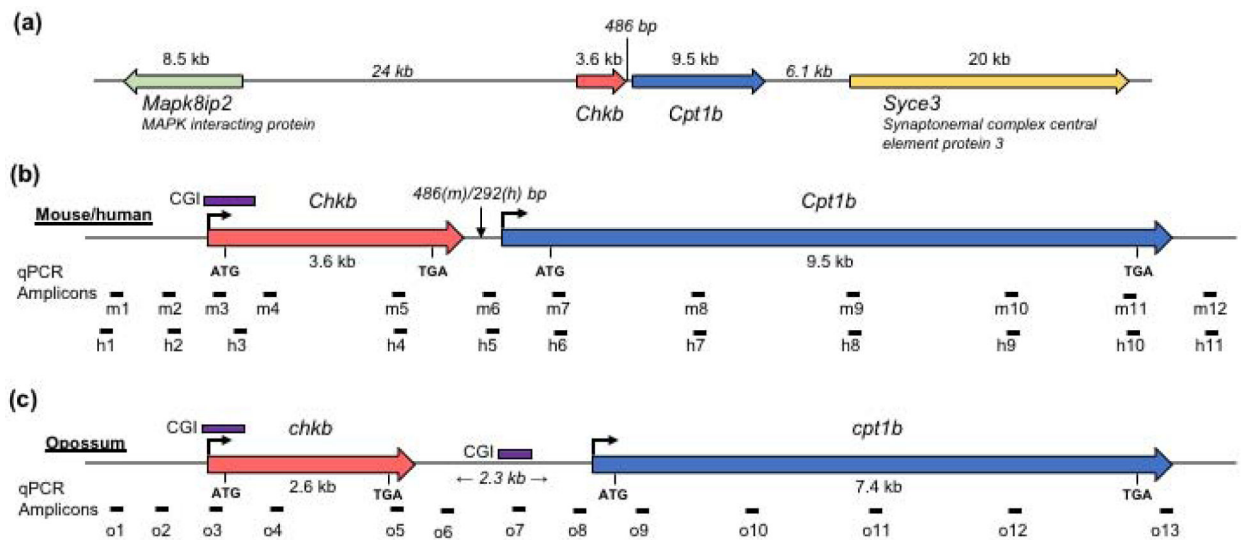 (a)
486 bp
8.5 kb
24 kb
3.6 kb
9.5 kb
6.1 kb
20 kb
Mapk8ip2
MAPK interacting protein
Chkb
Cpt1b
Syce3
Synaptonemal complex central
element protein 3
(b)
486(m)/292(h) bp
CGI
Chkb
Cpt1b
Mouse/human
3.6 kb
9.5 kb
ATG
TGA
ATG
TGA
qPCR
Amplicons
m1 m2 m3 m4 m5 m6 m7 m8 m9 m10 m11 m12
h1 h2 h3 h4 h5 h6 h7 h8 h9 h10 h11
(c)
CGI
chkb
cpt1b
Opossum
CGI
← 2.3 kb →
2.6 kb
7.4 kb
ATG
TGA
ATG
TGA
qPCR
Amplicons
o1 o2 o3 o4 o5 o6 o7 o8 o9 o10 o11 o12 o13